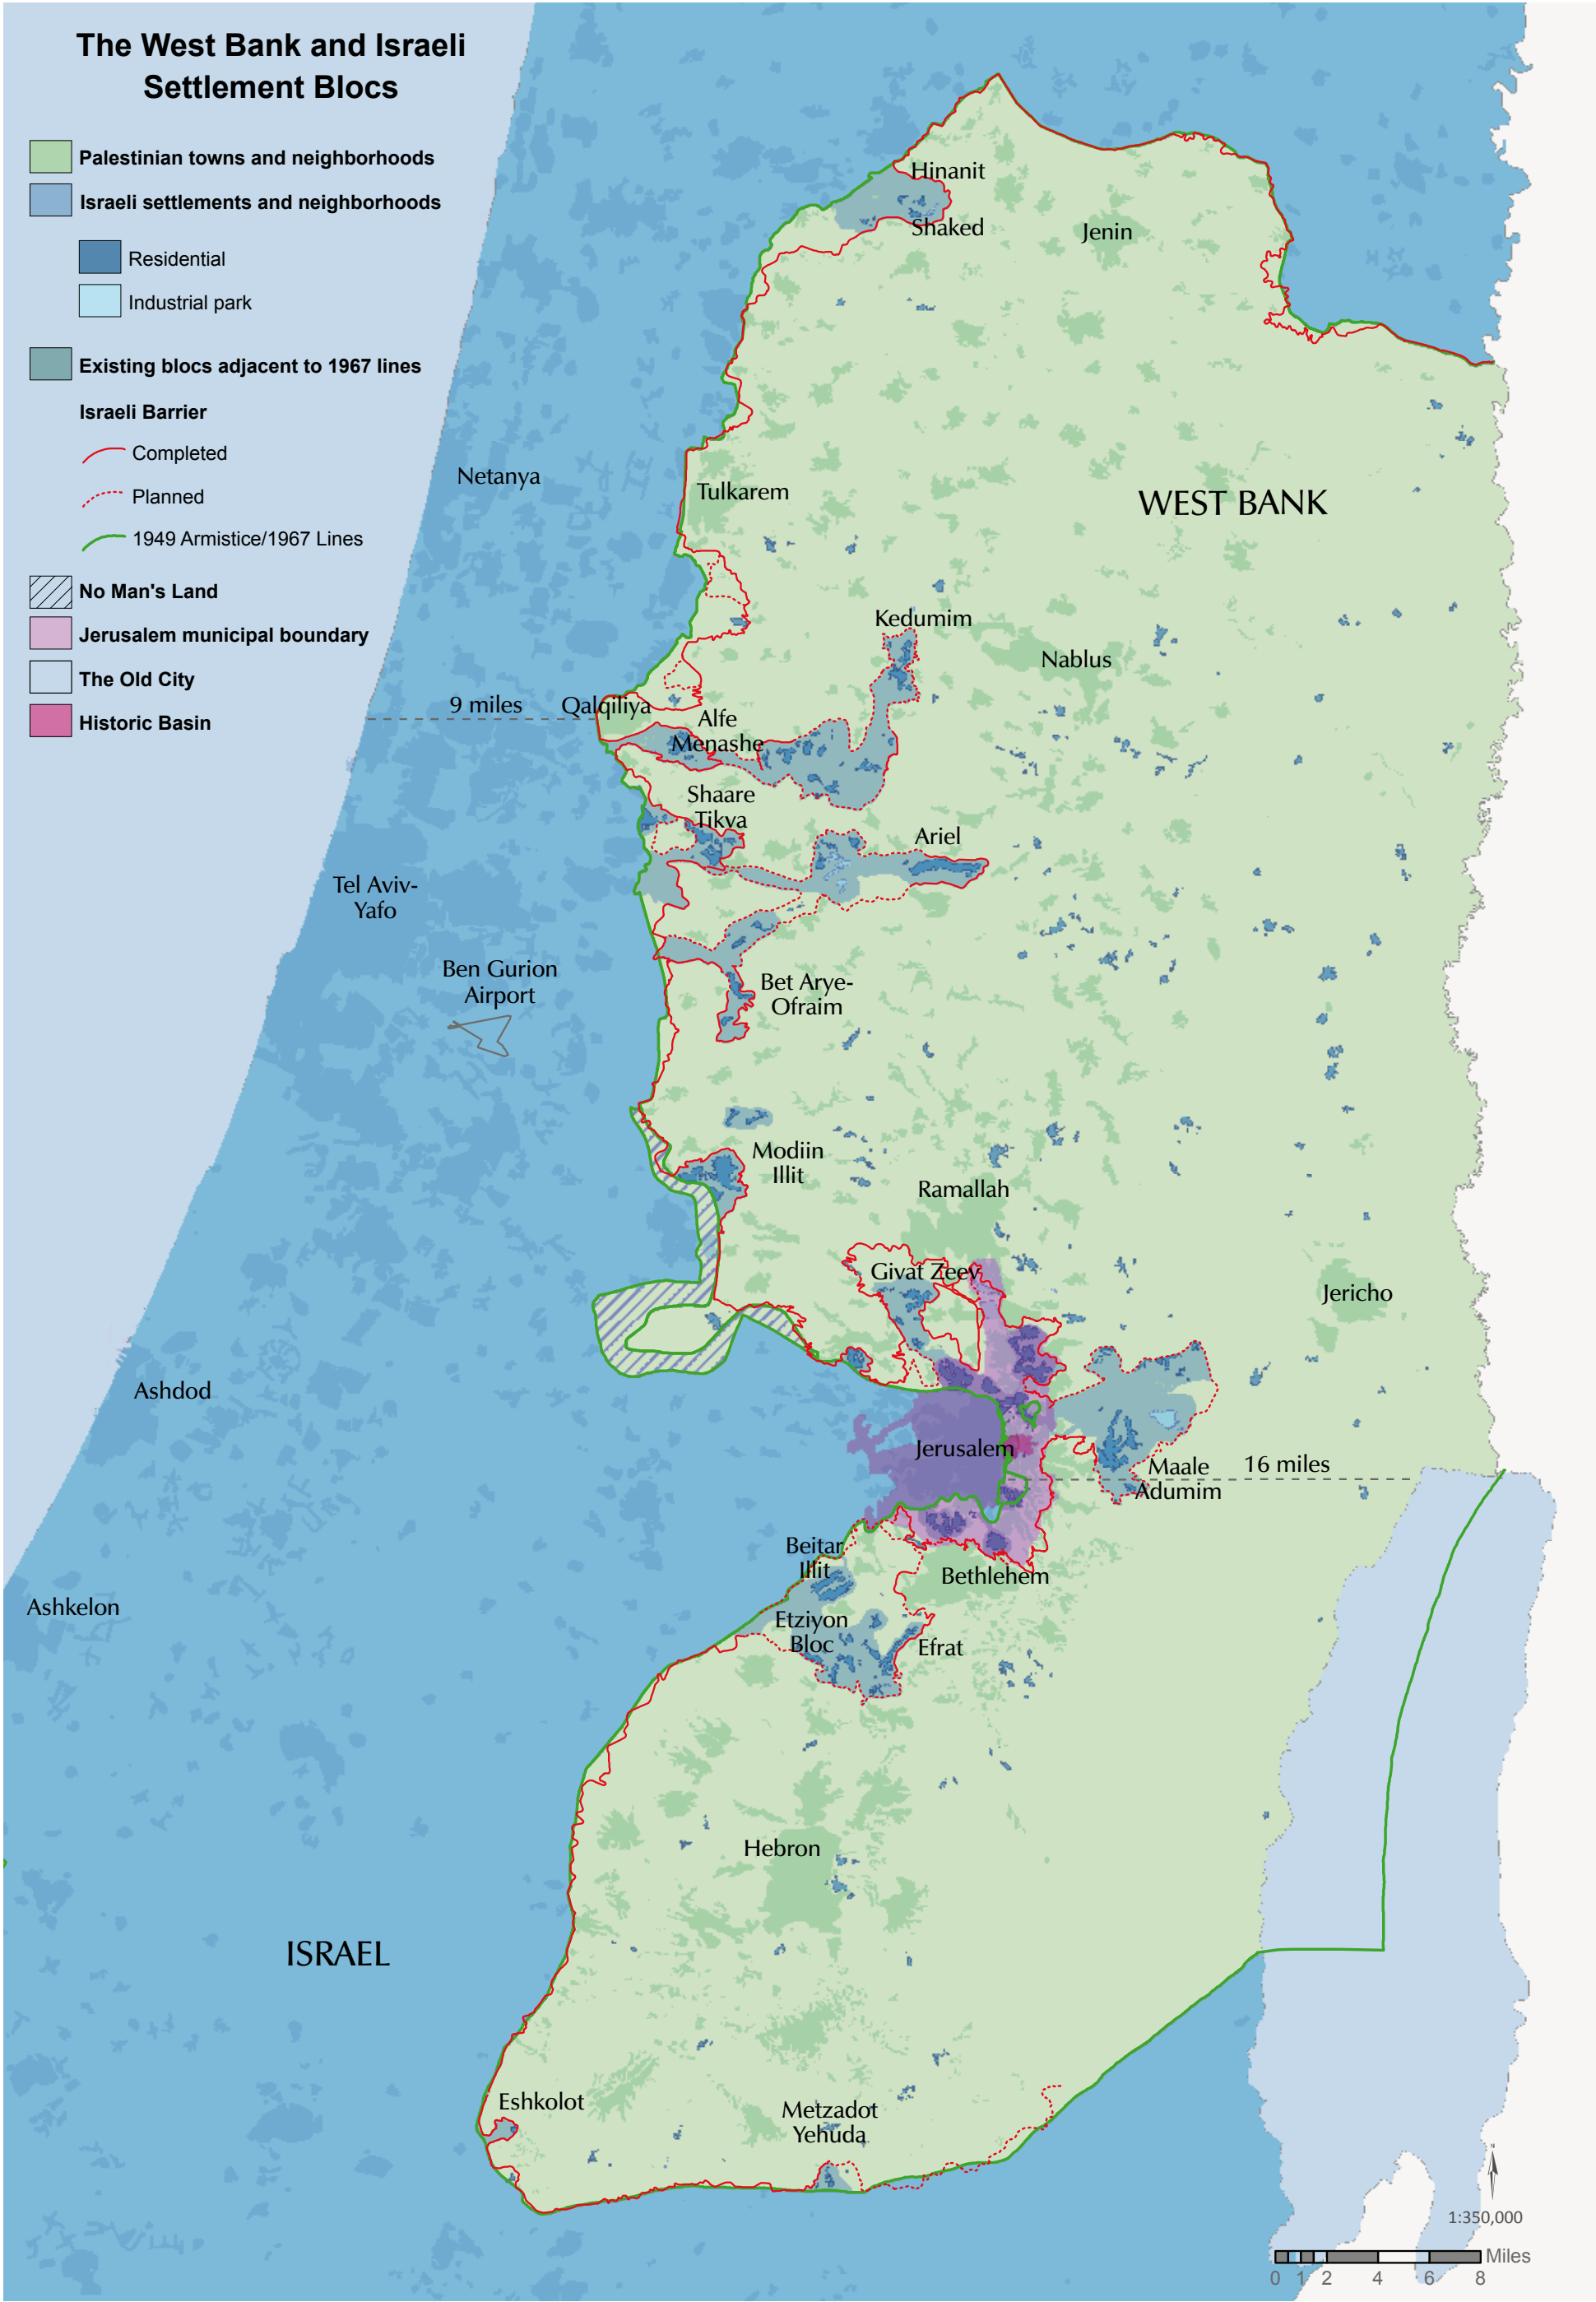 The West Bank and Israeli
Settlement Blocs
Palestinian towns and neighborhoods
Israeli settlements and neighborhoods
Residential
Industrial park
Existing blocs adjacent to 1967 lines
Israeli Barrier
Completed
Planned
1949 Armistice/1967 Lines
No Man's Land
Jerusalem municipal boundary
The Old City
Historic Basin
Hinanit
Shaked
Jenin
Netanya
Tulkarem
WEST BANK
Kedumim
Nablus
9 miles
Qalqiliya
Alfe
Menashe
Shaare
Tikva
Ariel
Tel Aviv-
Yafo
Ben Gurion
Airport
Bet Arye-
Ofraim
Modiin
Illit
Ramallah
Givat Zeev
Jericho
Ashdod
Jerusalem
Maale
Adumim
16 miles
Beitar
Illit
Bethlehem
Ashkelon
Etziyon
Bloc
Efrat
Hebron
ISRAEL
Eshkolot
Metzadot
Yehuda
N
1:350,000
Miles
0 1 2 4 6 8